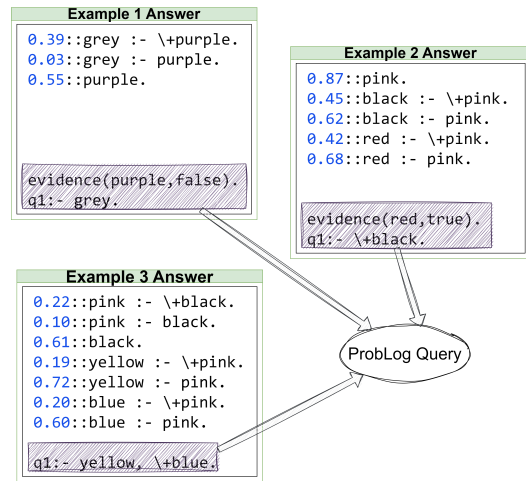 Example 1 Answer
0.39::grey :- \+purple.
0.03::grey :- purple.
0.55::purple.
evidence(purple,false).
q1:- grey.
Example 2 Answer
0.87::pink.
0.45::black :- \+pink.
0.62::black :- pink.
0.42::red :- \+pink.
0.68::red :- pink.
evidence(red,true).
q1:- \+black.
Example 3 Answer
0.22::pink :- \+black.
0.10::pink :- black.
0.61::black.
0.19::yellow :- \+pink.
0.72::yellow :- pink.
0.20::blue :- \+pink.
0.60::blue :- pink.
q1:- yellow, \+blue.
ProbLog Query